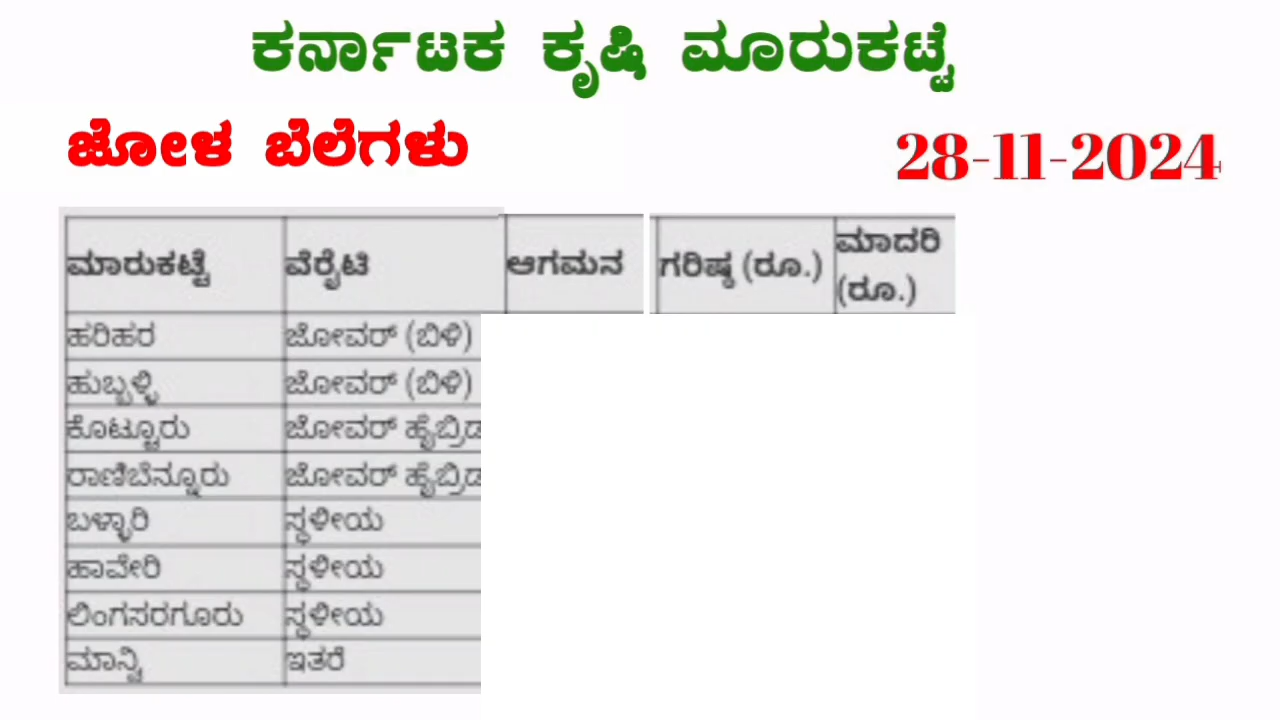 ಕರ್ನಾಟಕ ಕೃಷಿ ಮಾರುಕಟ್ಟೆ
ಜೋಳ ಬೆಲೆಗಳು 28-11-2024
ಮಾರುಕಟ್ಟೆ ವೆರೈಟಿ ಆಗಮನ ಗರಿಷ್ಠ (ರೂ.) ಮಾದರಿ (ರೂ.)
ಹರಿಹರ ಜೋವರ್ (ಬಿಳಿ)
ಹುಬ್ಬಳ್ಳಿ ಜೋವರ್ (ಬಿಳಿ)
ಕೊಟ್ಟೂರು ಜೋವರ್ ಹೈಬ್ರಿಡ
ರಾಣಿಬೆನ್ನೂರು ಜೋವರ್ ಹೈಬ್ರಿಡ
ಬಳ್ಳಾರಿ ಸ್ಥಳೀಯ
ಹಾವೇರಿ ಸ್ಥಳೀಯ
ಲಿಂಗಸರಗೂರು ಸ್ಥಳೀಯ
ಮಾನ್ವಿ ಇತರೆ